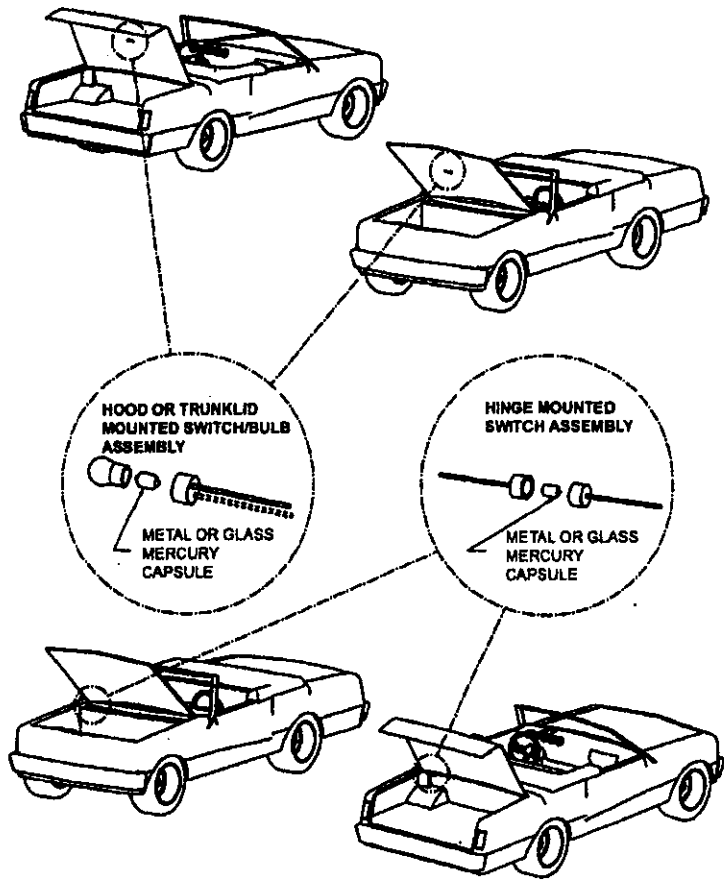 HOOD OR TRUNKLID
MOUNTED SWITCH/BULB
ASSEMBLY
METAL OR GLASS
MERCURY
CAPSULE
HINGE MOUNTED
SWITCH ASSEMBLY
METAL OR GLASS
MERCURY
CAPSULE